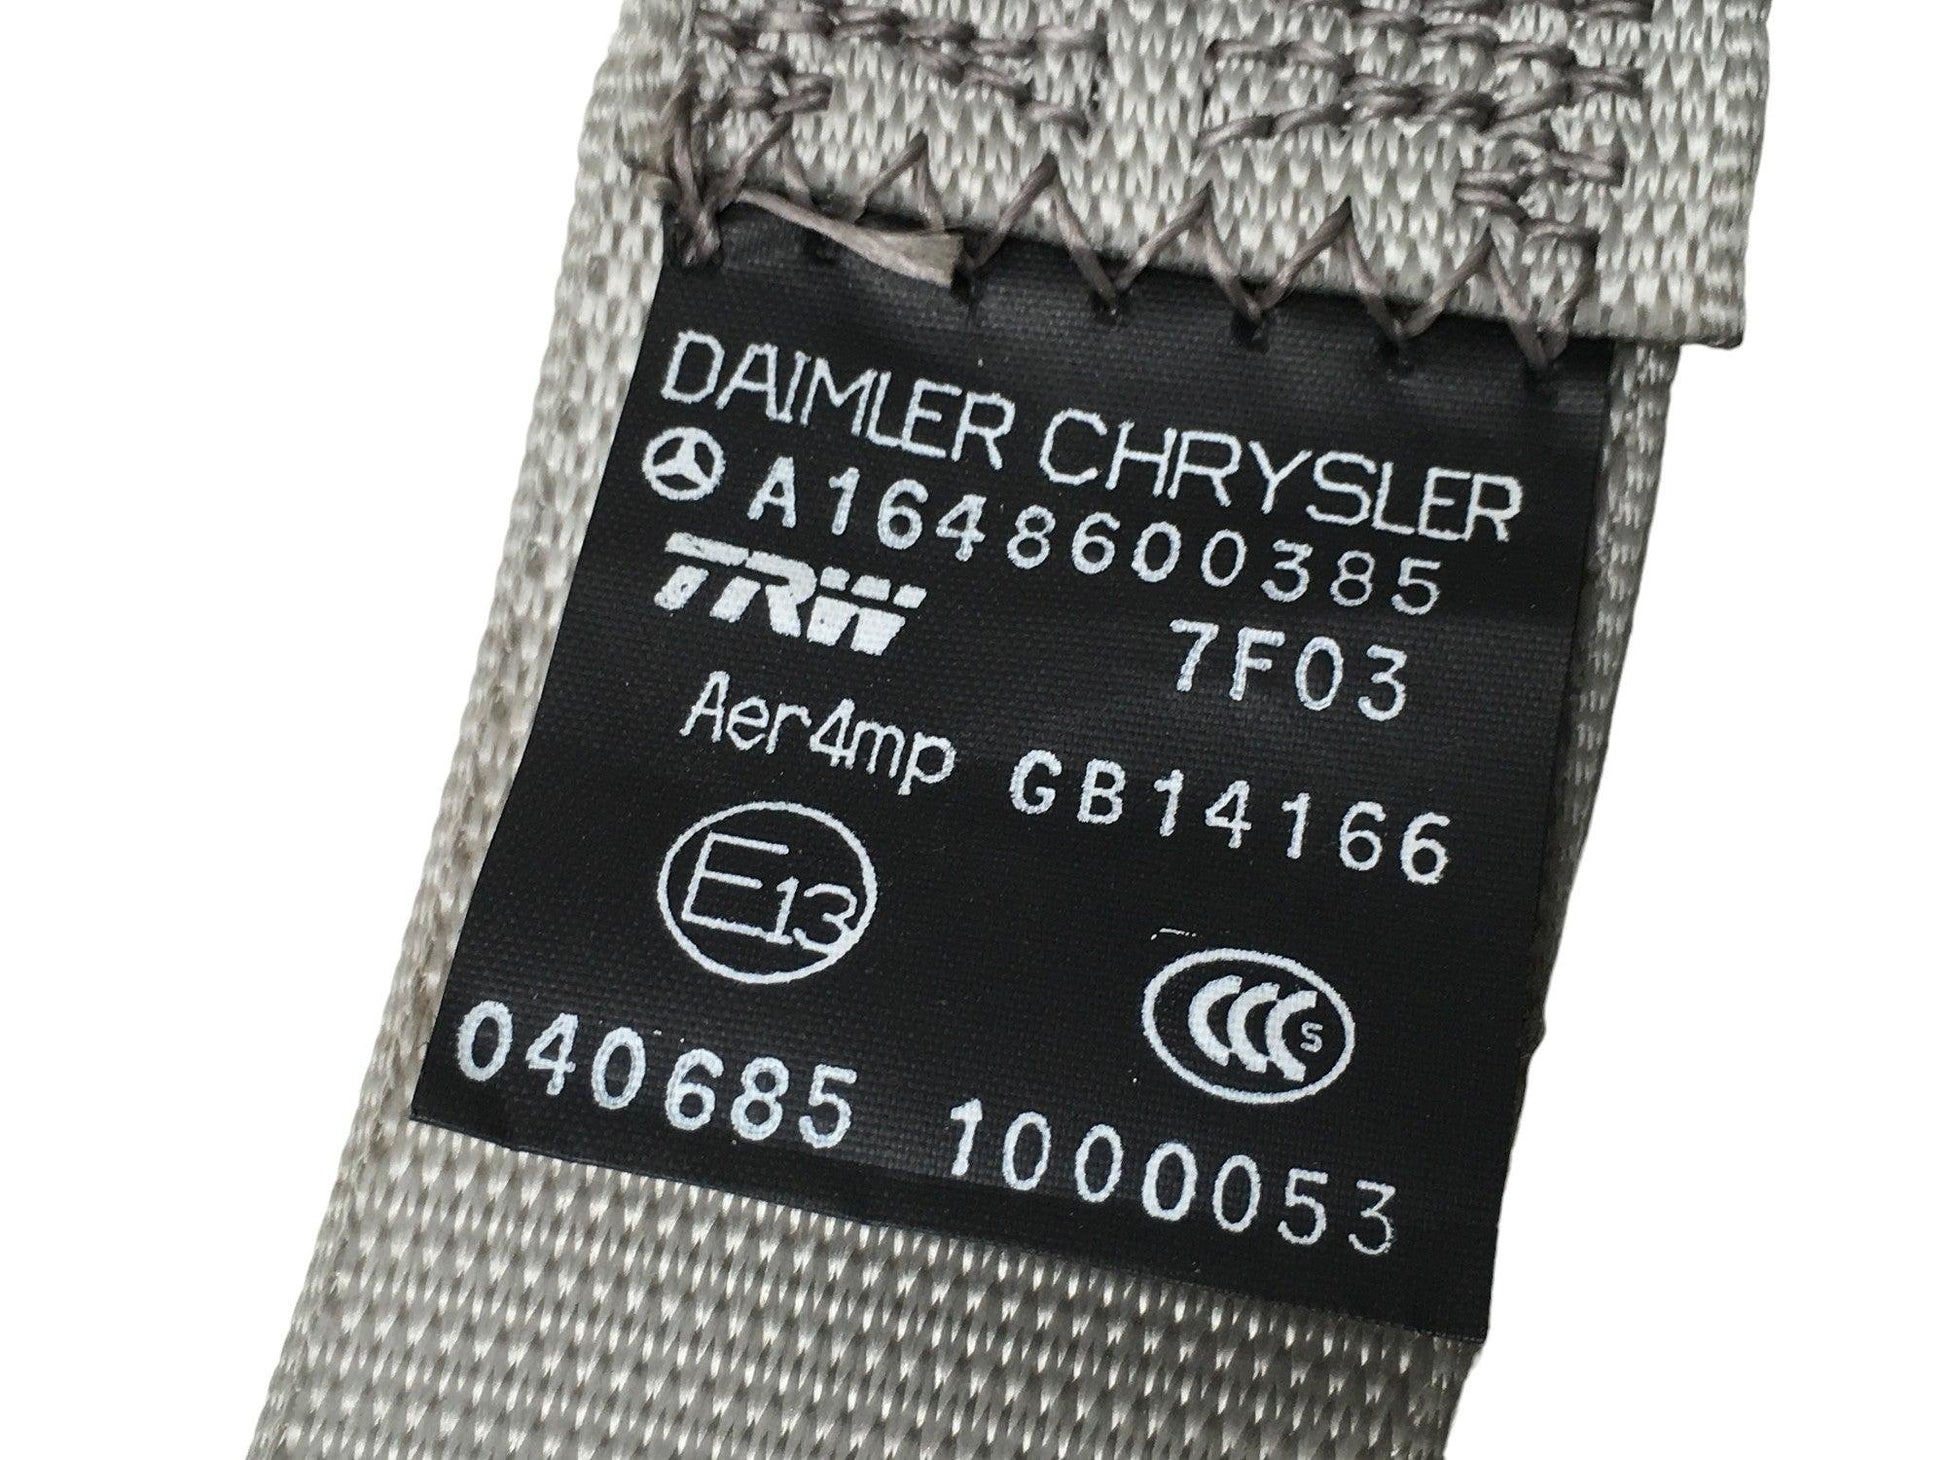 DAIMLER CHRYSLER
A1648600385
TRW 7F03
Aer4mp GB14166
E13
CCC S
040685 1000053